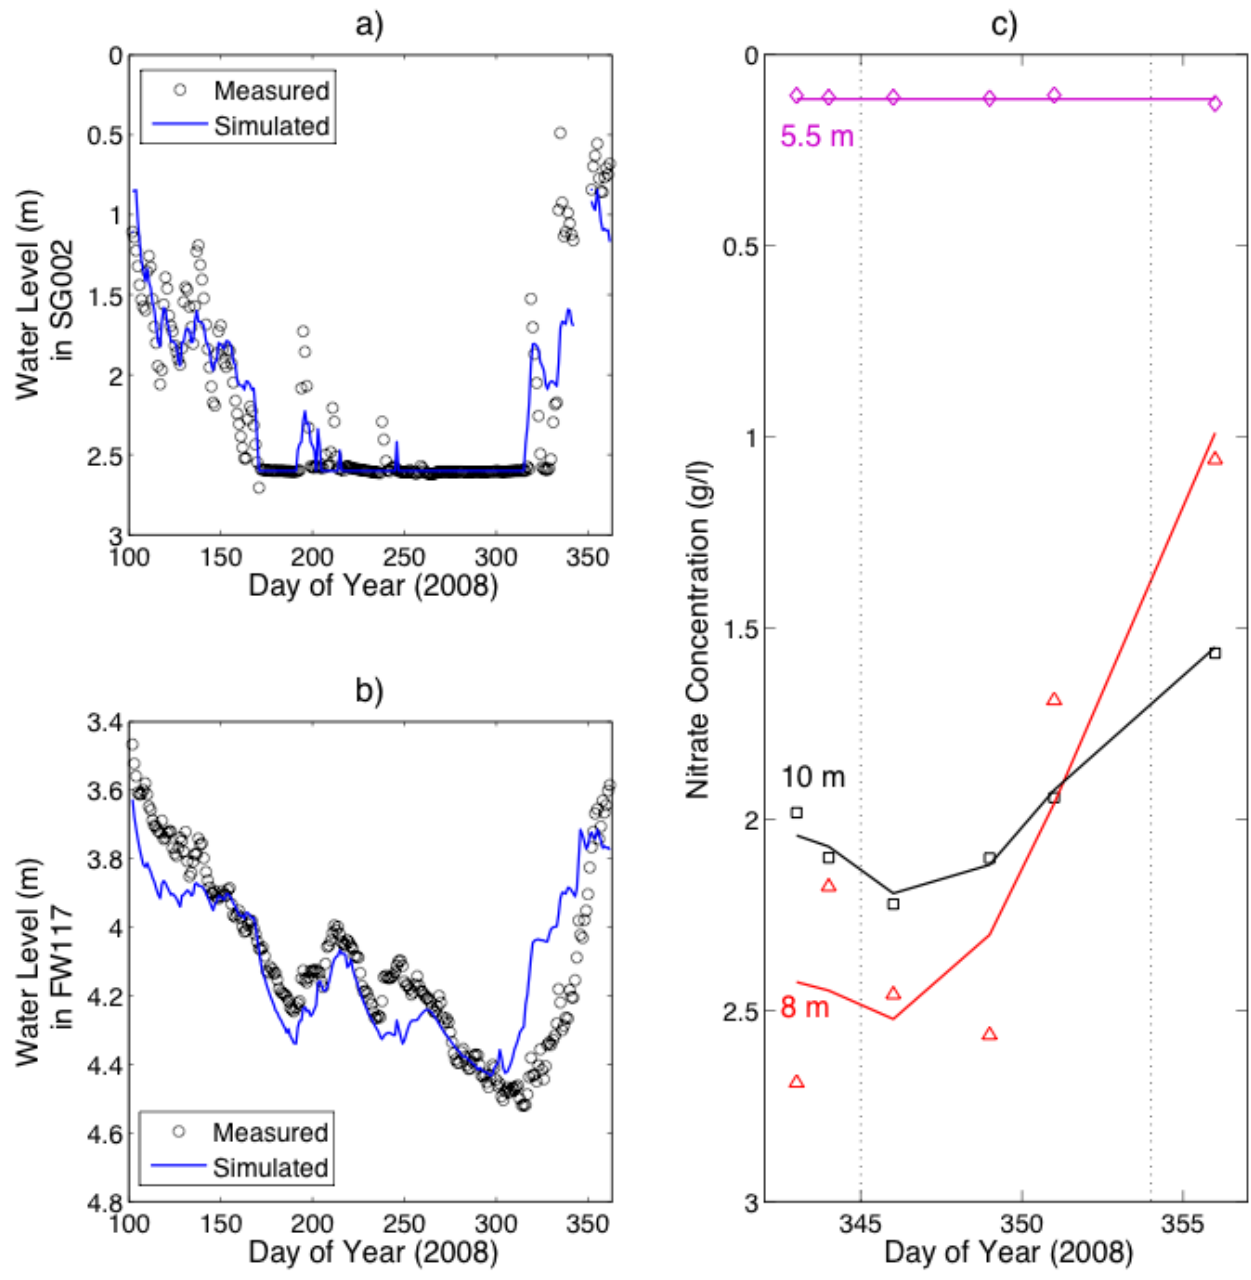 a)
0
0.5
1
1.5
2
2.5
3
Measured
Simulated
Water Level (m)
in SG002
100 150 200 250 300 350
Day of Year (2008)
b)
3.4
3.6
3.8
4
4.2
4.4
4.6
4.8
Measured
Simulated
Water Level (m)
in FW117
100 150 200 250 300 350
Day of Year (2008)
c)
0
0.5
1
1.5
2
2.5
3
5.5 m
10 m
8 m
Nitrate Concentration (g/l)
345 350 355
Day of Year (2008)